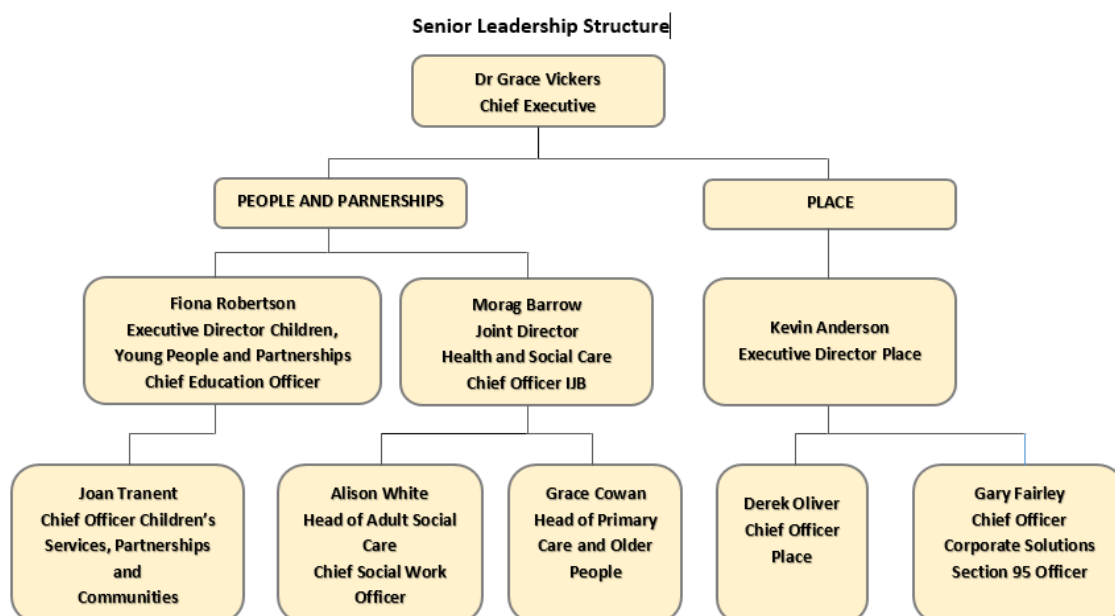 Senior Leadership Structure
Dr Grace Vickers
Chief Executive
PEOPLE AND PARNERSHIPS
PLACE
Fiona Robertson
Executive Director Children,
Young People and Partnerships
Chief Education Officer
Morag Barrow
Joint Director
Health and Social Care
Chief Officer IJB
Kevin Anderson
Executive Director Place
Joan Tranent
Chief Officer Children’s
Services, Partnerships
and
Communities
Alison White
Head of Adult Social
Care
Chief Social Work
Officer
Grace Cowan
Head of Primary
Care and Older
People
Derek Oliver
Chief Officer
Place
Gary Fairley
Chief Officer
Corporate Solutions
Section 95 Officer